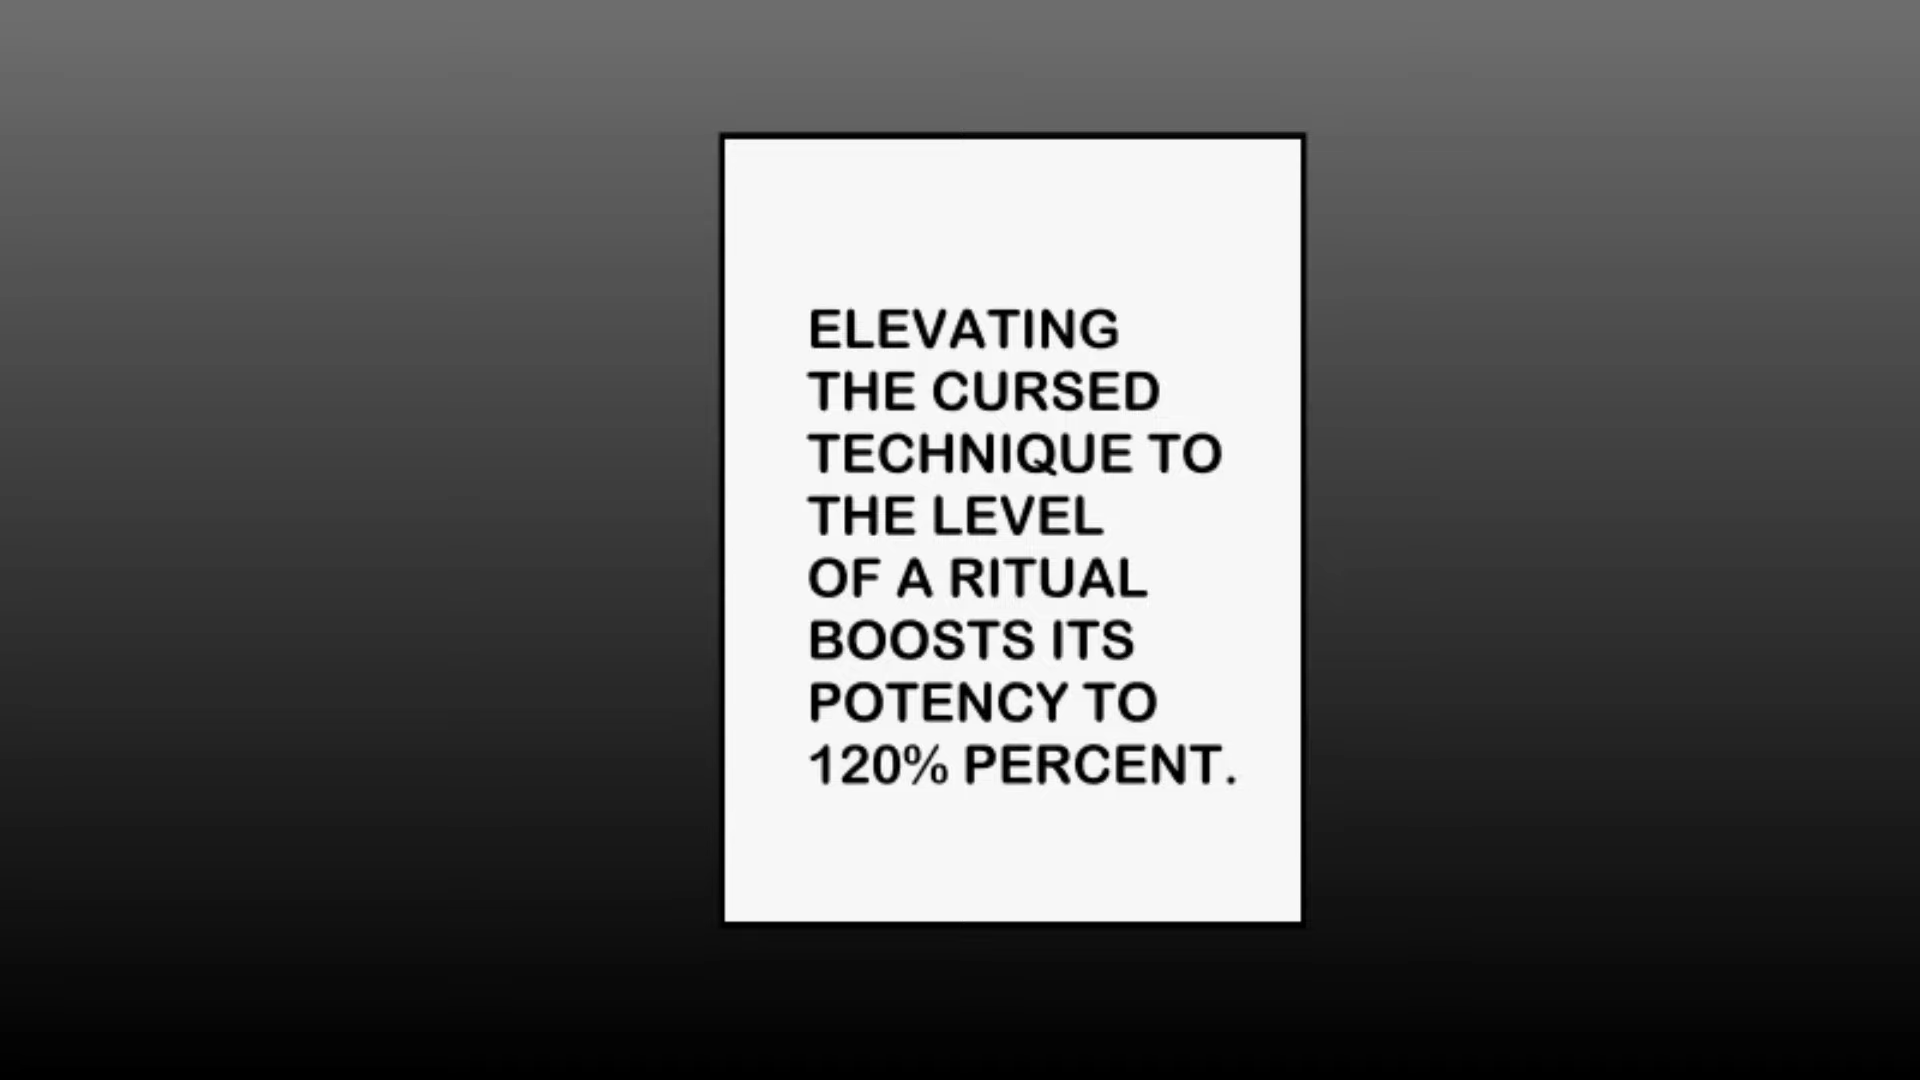 ELEVATING
THE CURSED
TECHNIQUE TO
THE LEVEL
OF A RITUAL
BOOSTS ITS
POTENCY TO
120% PERCENT.